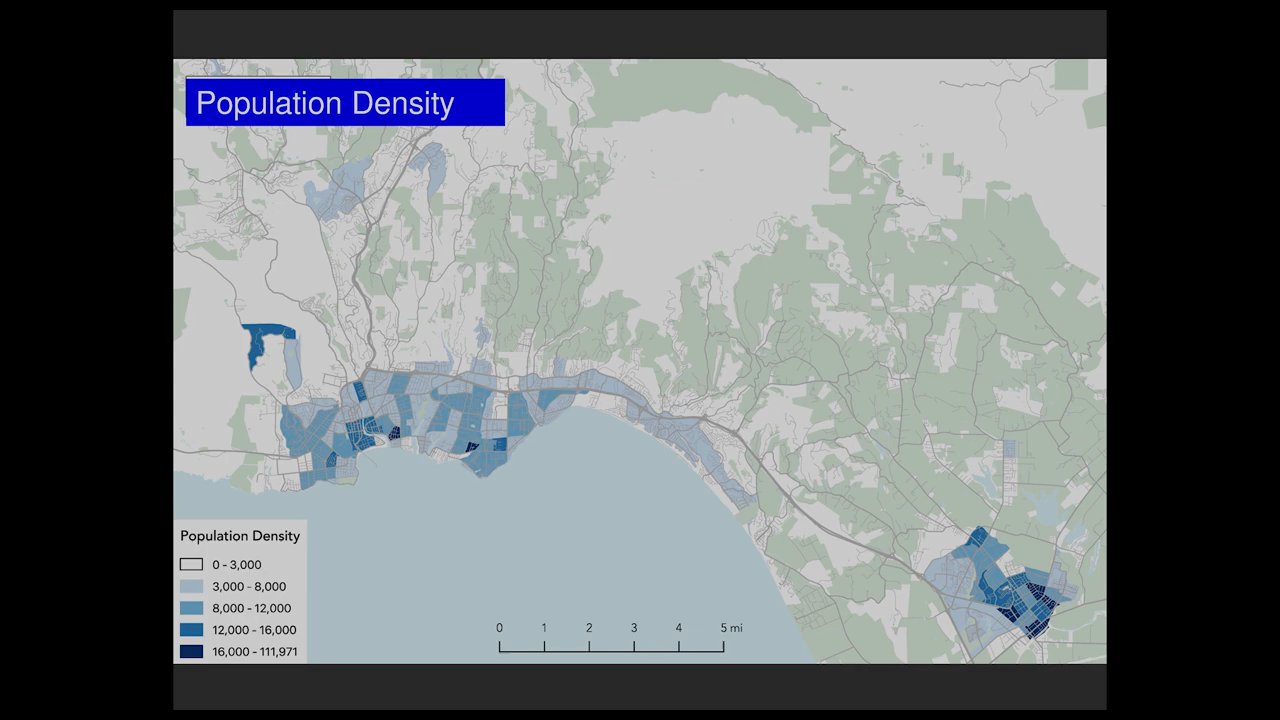 Population Density
Population Density
0 - 3,000
3,000 - 8,000
8,000 - 12,000
12,000 - 16,000
16,000 - 111,971
0 1 2 3 4 5 mi